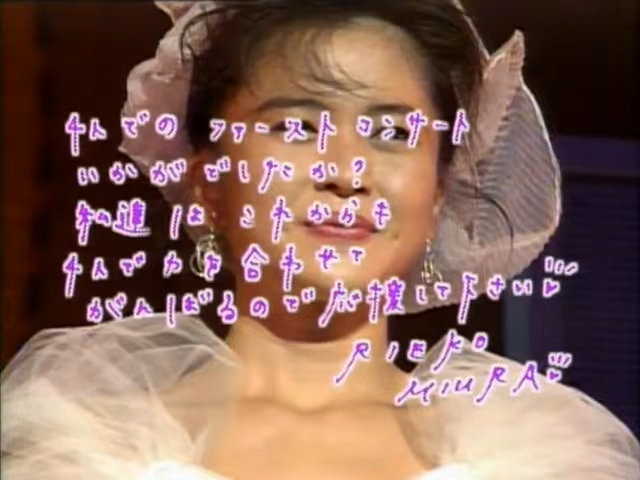 4人での ファースト コンサート
いかがでしたか?
私達は これからも
4人で力を合わせて
がんばるので応援して下さい♡
RIEKO
MIURA♡